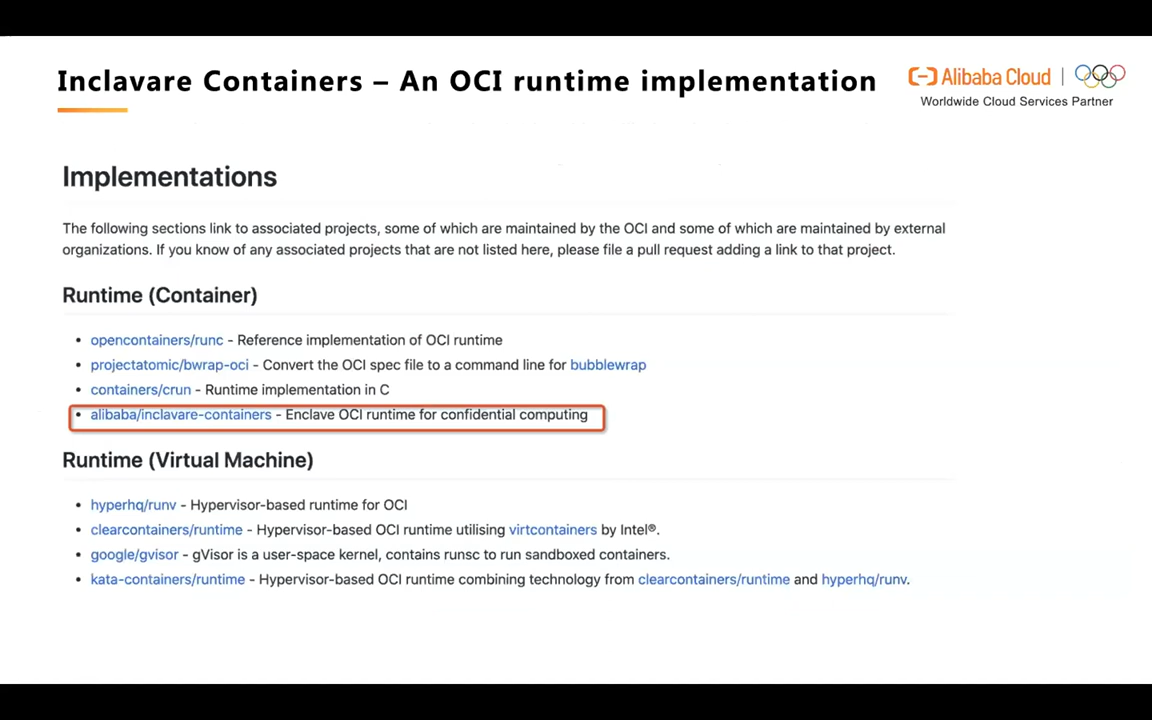 Inclavare Containers – An OCI runtime implementation
Alibaba Cloud
Worldwide Cloud Services Partner
Implementations
The following sections link to associated projects, some of which are maintained by the OCI and some of which are maintained by external
organizations. If you know of any associated projects that are not listed here, please file a pull request adding a link to that project.
Runtime (Container)
• opencontainers/runc - Reference implementation of OCI runtime
• projectatomic/bwrap-oci - Convert the OCI spec file to a command line for bubblewrap
• containers/crun - Runtime implementation in C
• alibaba/inclavare-containers - Enclave OCI runtime for confidential computing
Runtime (Virtual Machine)
• hyperhq/runv - Hypervisor-based runtime for OCI
• clearcontainers/runtime - Hypervisor-based OCI runtime utilising virtcontainers by Intel®.
• google/gvisor - gVisor is a user-space kernel, contains runsc to run sandboxed containers.
• kata-containers/runtime - Hypervisor-based OCI runtime combining technology from clearcontainers/runtime and hyperhq/runv.